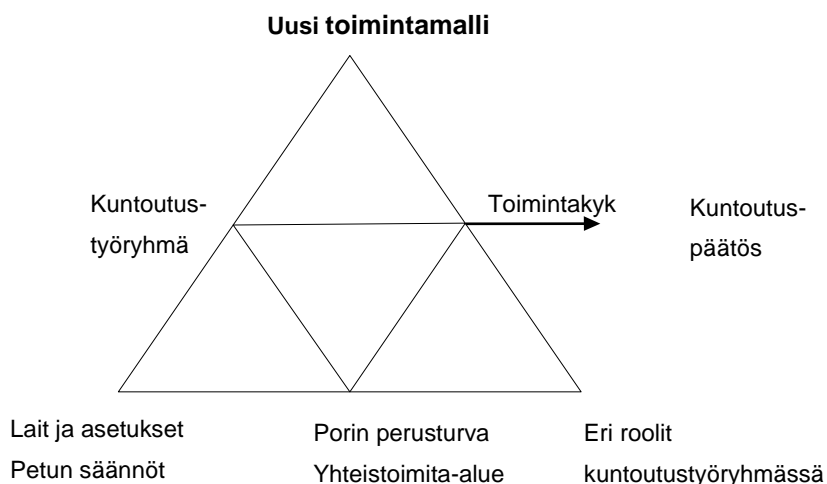 Uusi toimintamalli
Kuntoutus-
työryhmä
Toimintakyk
Kuntoutus-
päätös
Lait ja asetukset
Petun säännöt
Porin perusturva
Yhteistoimita-alue
Eri roolit
kuntoutustyöryhmässä